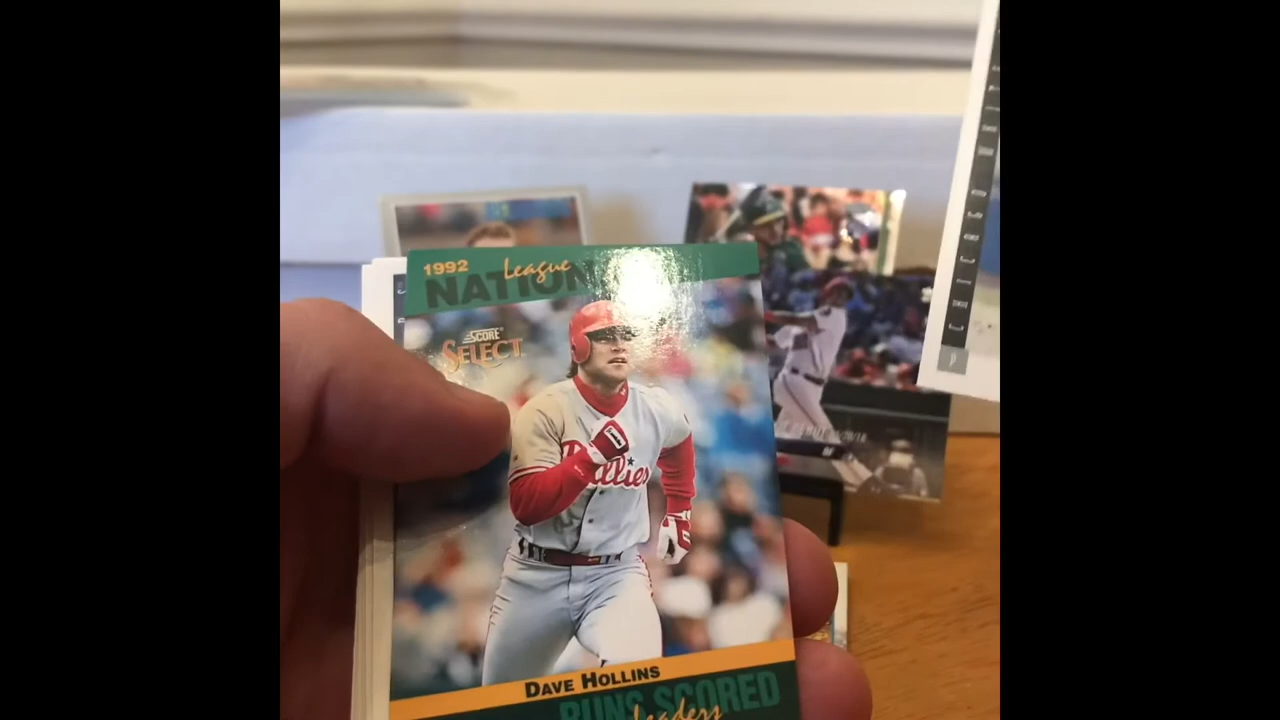 1992 League
NATION
SCORE
SELECT
Phillies
DAVE HOLLINS
RUNS SCORED
Leaders
P